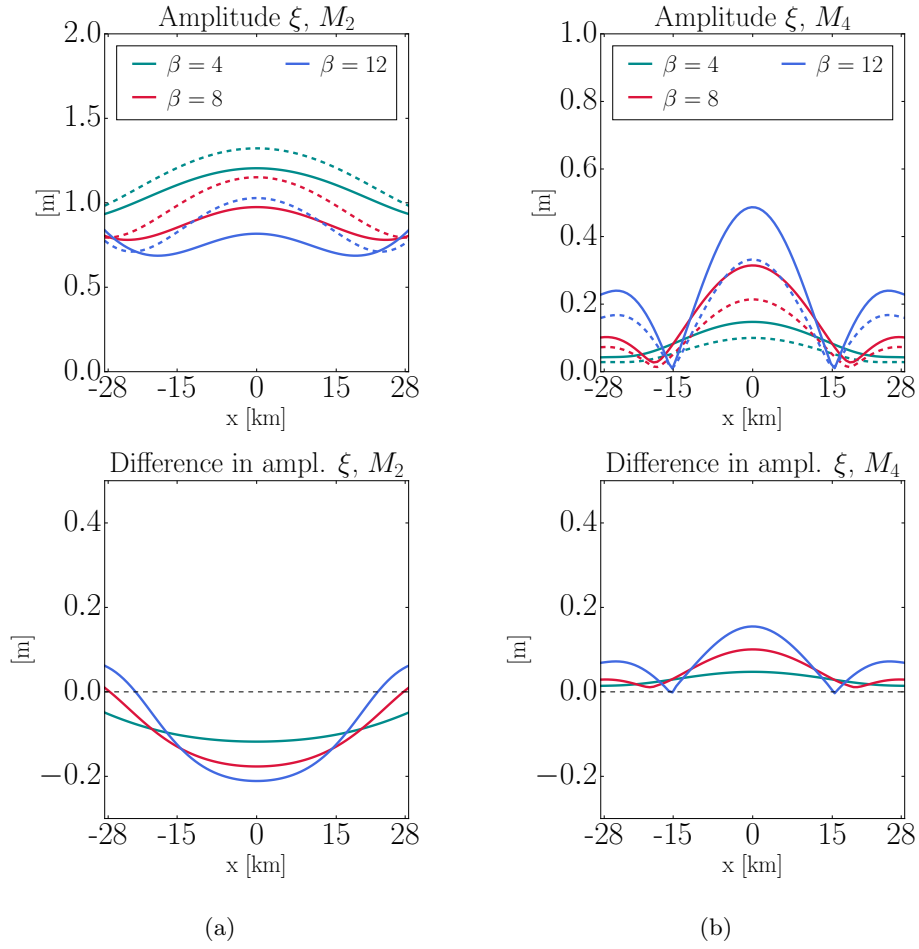 Amplitude ξ, M₂
β = 4
β = 12
β = 8
[m]
2.0
1.5
1.0
0.5
0.0
-28
-15
0
15
28
x [km]
Amplitude ξ, M₄
β = 4
β = 12
β = 8
[m]
1.0
0.8
0.6
0.4
0.2
0.0
-28
-15
0
15
28
x [km]
Difference in ampl. ξ, M₂
[m]
0.4
0.2
0.0
−0.2
-28
-15
0
15
28
x [km]
(a)
Difference in ampl. ξ, M₄
[m]
0.4
0.2
0.0
−0.2
-28
-15
0
15
28
x [km]
(b)